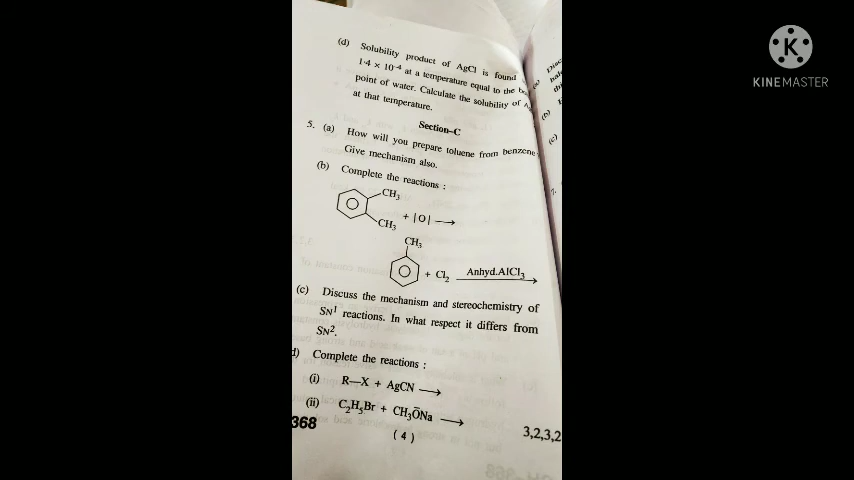 K
KINEMASTER
(d) Solubility product of AgCl is found
1·4 × 10⁻⁴ at a temperature equal to the
point of water. Calculate the solubility of
at that temperature.
Section–C
5. (a) How will you prepare toluene from benzene
Give mechanism also.
(b) Complete the reactions :
CH₃
+ |O| ⟶
CH₃
CH₃
+ Cl₂ Anhyd.AlCl₃ ⟶
(c) Discuss the mechanism and stereochemistry of
SN¹ reactions. In what respect it differs from
SN².
d) Complete the reactions :
(i) R—X + AgCN ⟶
(ii) C₂H₅Br + CH₃ŌNa ⟶
3,2,3,2
368
( 4 )
(b)
(c)
7.